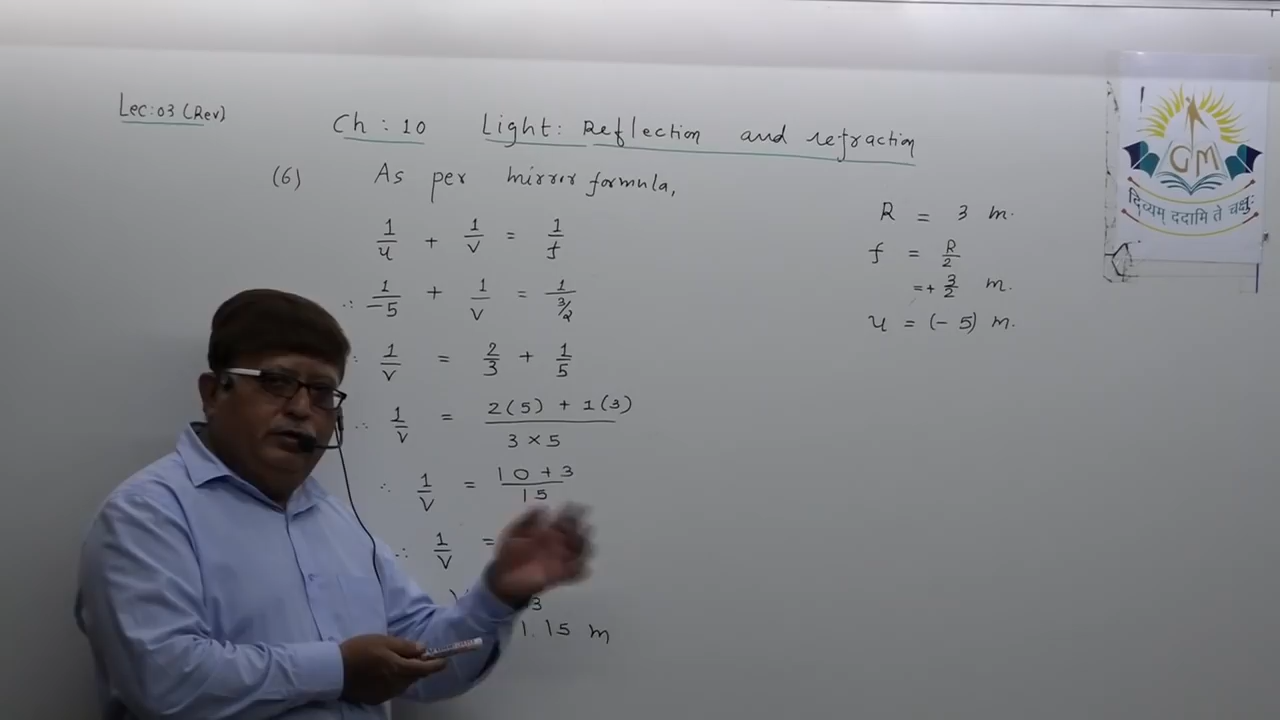 Lec:03 (Rev)
Ch : 10 Light: Reflection and refraction
(6) As per mirror formula,
1/u + 1/v = 1/f
∴ 1/-5 + 1/v = 1/(3/2)
∴ 1/v = 2/3 + 1/5
∴ 1/v = (2(5) + 1(3))/(3 × 5)
∴ 1/v = (10 + 3)/15
∴ 1/v =
3
1.15 m
R = 3 m.
f = R/2
= + 3/2 m.
u = (- 5) m.
GM
दिव्यम् ददामि ते चक्षुः